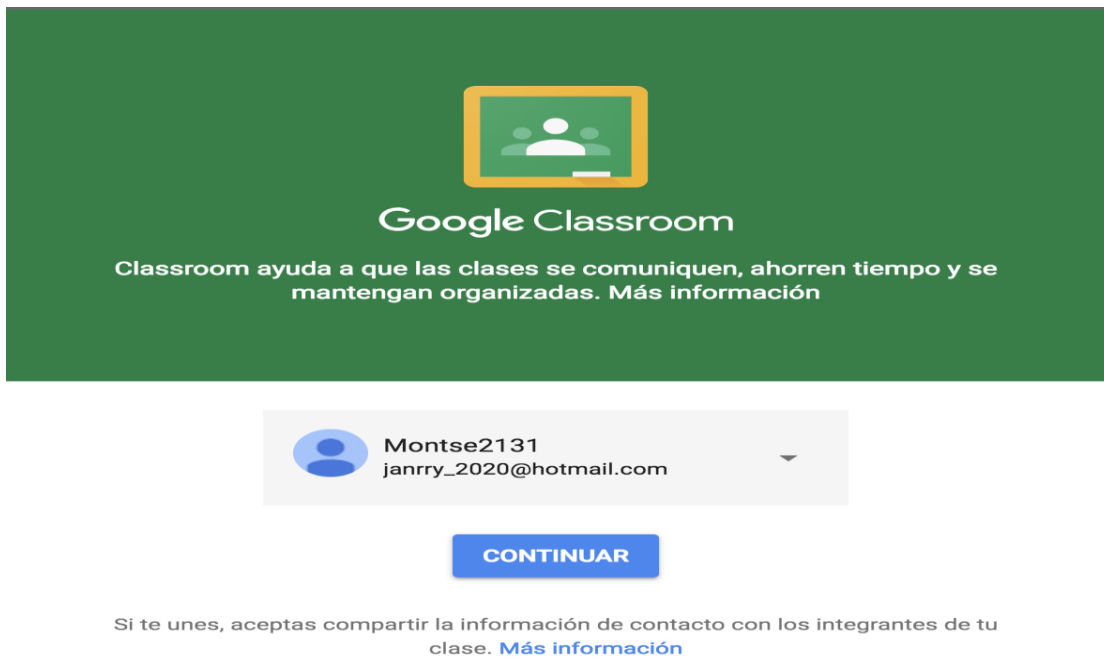 Google Classroom
Classroom ayuda a que las clases se comuniquen, ahorren tiempo y se
mantengan organizadas. Más información
Montse2131
janrry_2020@hotmail.com
CONTINUAR
Si te unes, aceptas compartir la información de contacto con los integrantes de tu
clase. Más información